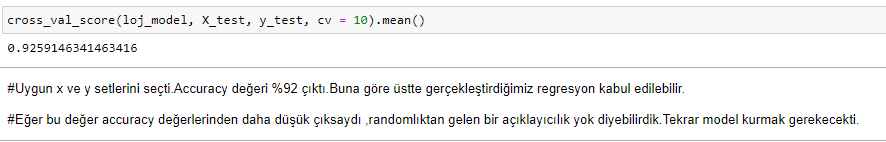 cross_val_score(loj_model, X_test, y_test, cv = 10).mean()
0.9259146341463416
#Uygun x ve y setlerini seçti.Accuracy değeri %92 çıktı.Buna göre üstte gerçekleştirdiğimiz regresyon kabul edilebilir.
#Eğer bu değer accuracy değerlerinden daha düşük çıksaydı ,randomlıktan gelen bir açıklayıcılık yok diyebilirdik.Tekrar model kurmak gerekecekti.